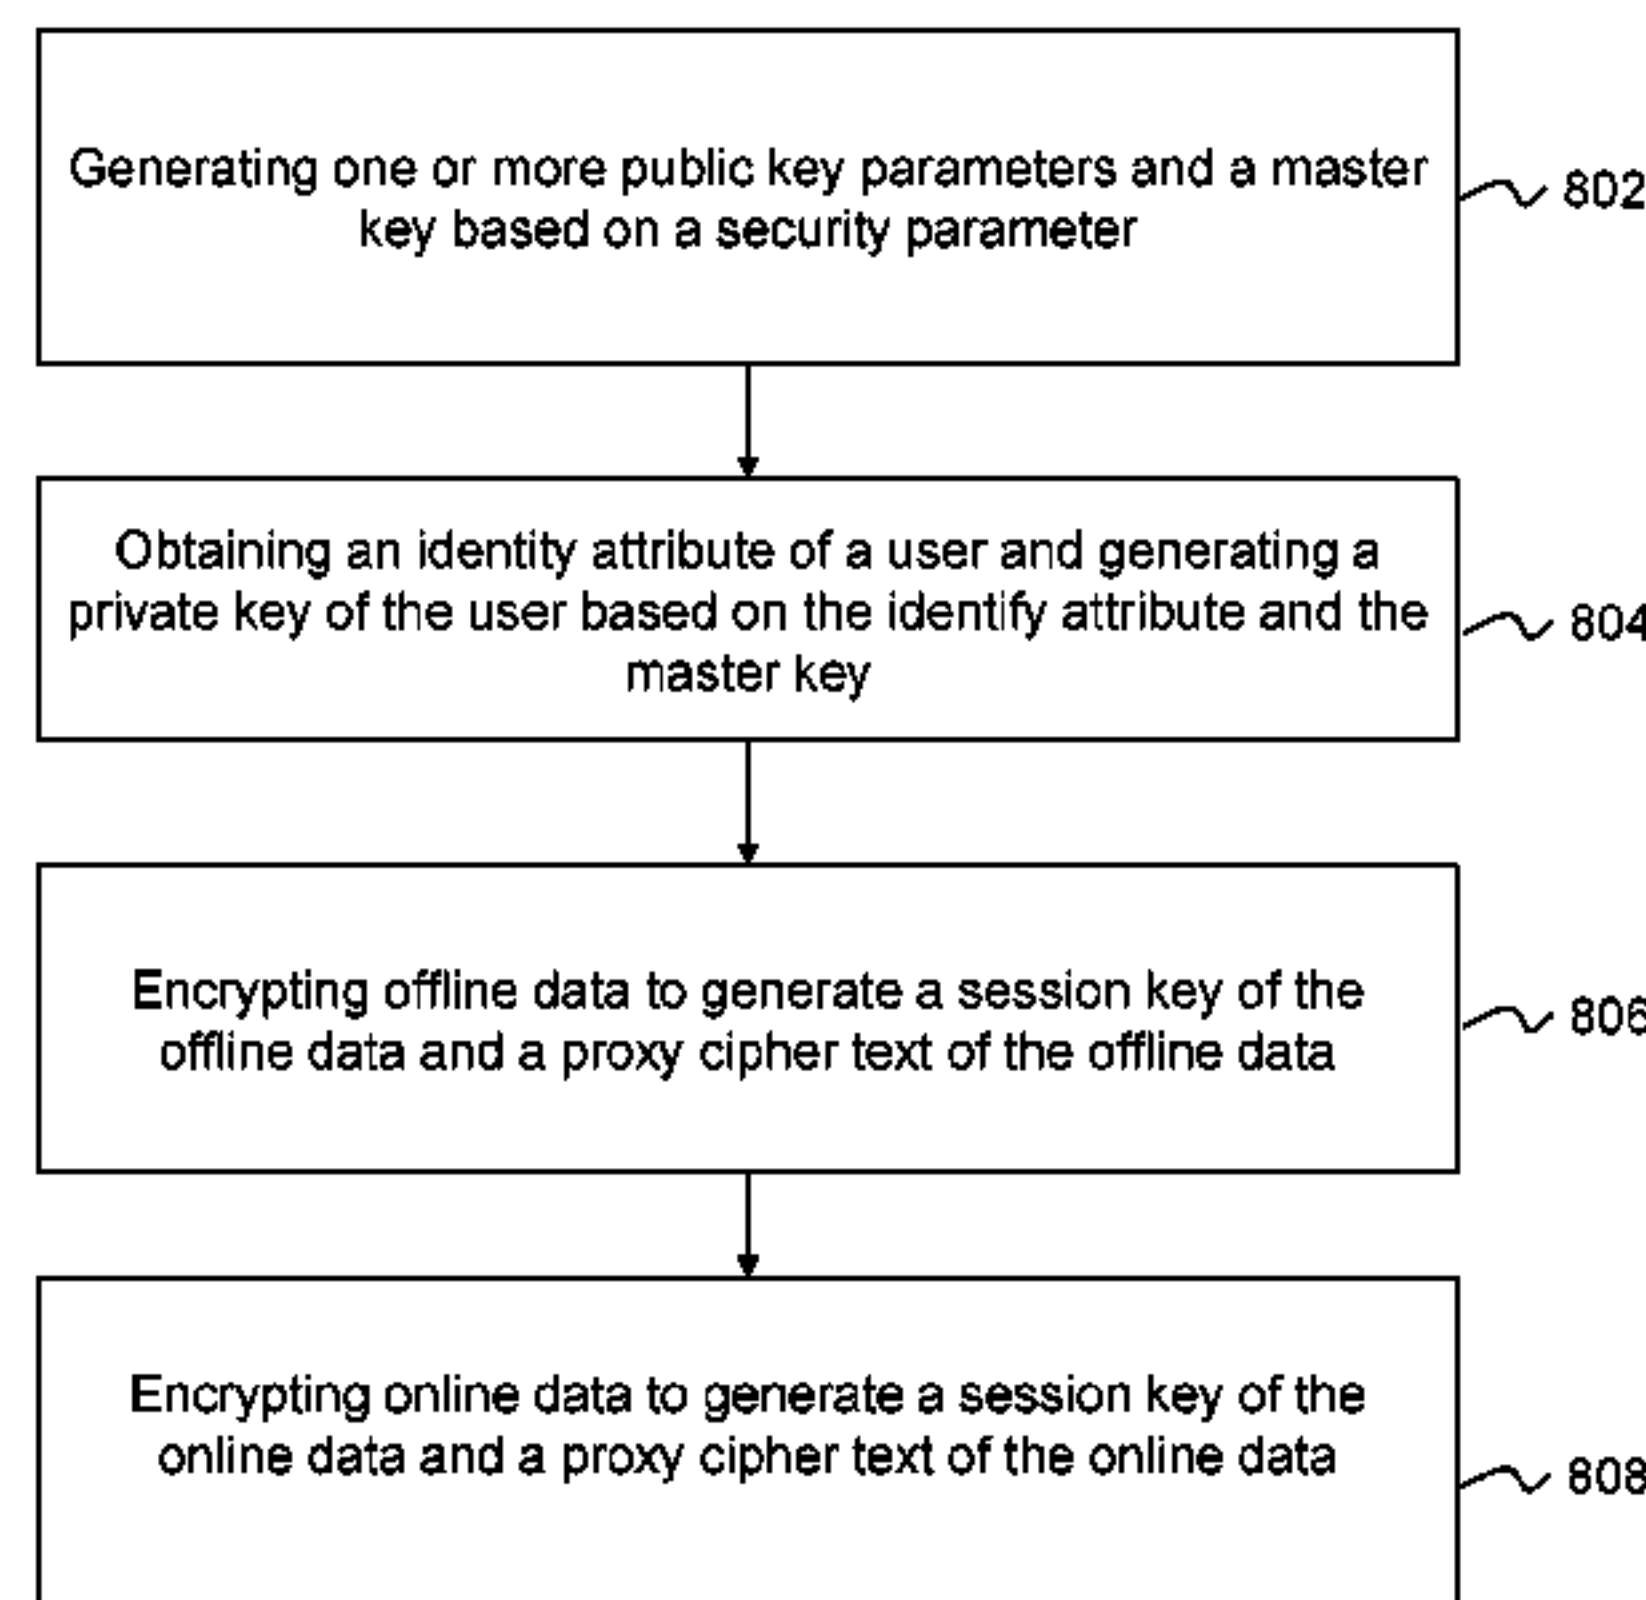 Generating one or more public key parameters and a master
key based on a security parameter
802
Obtaining an identity attribute of a user and generating a
private key of the user based on the identify attribute and the
master key
804
Encrypting offline data to generate a session key of the
offline data and a proxy cipher text of the offline data
806
Encrypting online data to generate a session key of the
online data and a proxy cipher text of the online data
808